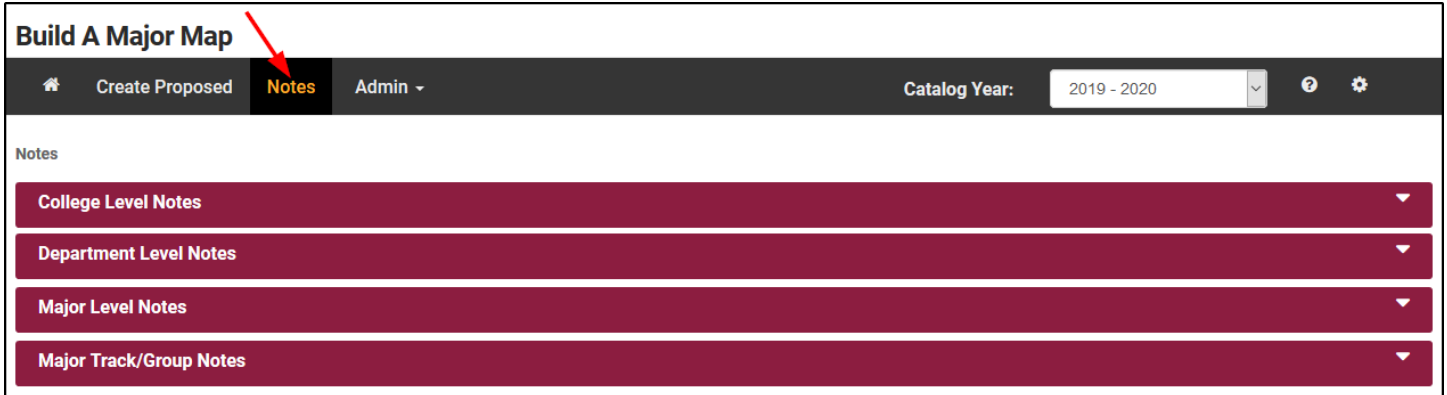 Build A Major Map
Create Proposed Notes Admin Catalog Year: 2019 - 2020
Notes
College Level Notes
Department Level Notes
Major Level Notes
Major Track/Group Notes